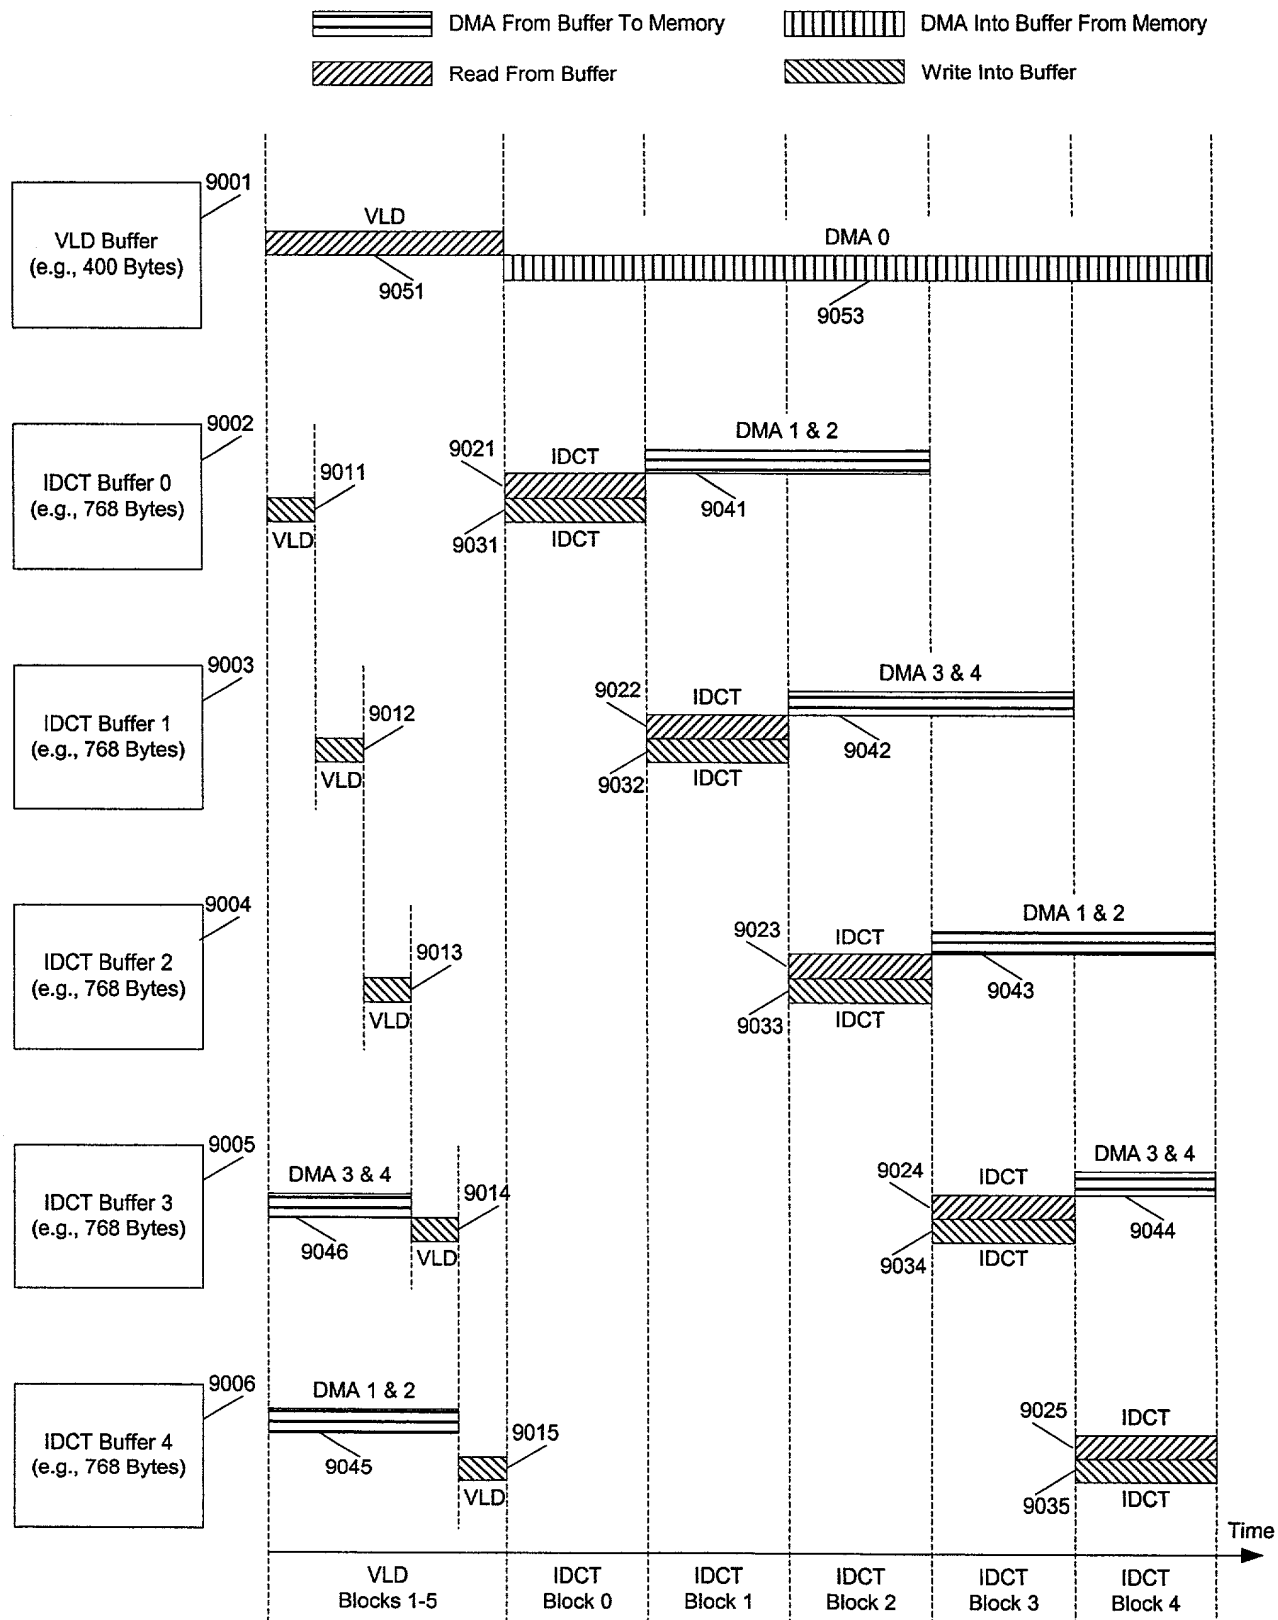 DMA From Buffer To Memory
DMA Into Buffer From Memory
Read From Buffer
Write Into Buffer
9001
VLD Buffer
(e.g., 400 Bytes)
VLD
9051
DMA 0
9053
9002
IDCT Buffer 0
(e.g., 768 Bytes)
9011
VLD
9021
IDCT
9031
IDCT
DMA 1 & 2
9041
9003
IDCT Buffer 1
(e.g., 768 Bytes)
9012
VLD
9022
IDCT
9032
IDCT
DMA 3 & 4
9042
9004
IDCT Buffer 2
(e.g., 768 Bytes)
9013
VLD
9023
IDCT
9033
IDCT
DMA 1 & 2
9043
9005
IDCT Buffer 3
(e.g., 768 Bytes)
DMA 3 & 4
9046
9014
VLD
9024
IDCT
9034
IDCT
DMA 3 & 4
9044
9006
IDCT Buffer 4
(e.g., 768 Bytes)
DMA 1 & 2
9045
9015
VLD
9025
IDCT
9035
IDCT
Time
VLD
Blocks 1-5
IDCT
Block 0
IDCT
Block 1
IDCT
Block 2
IDCT
Block 3
IDCT
Block 4